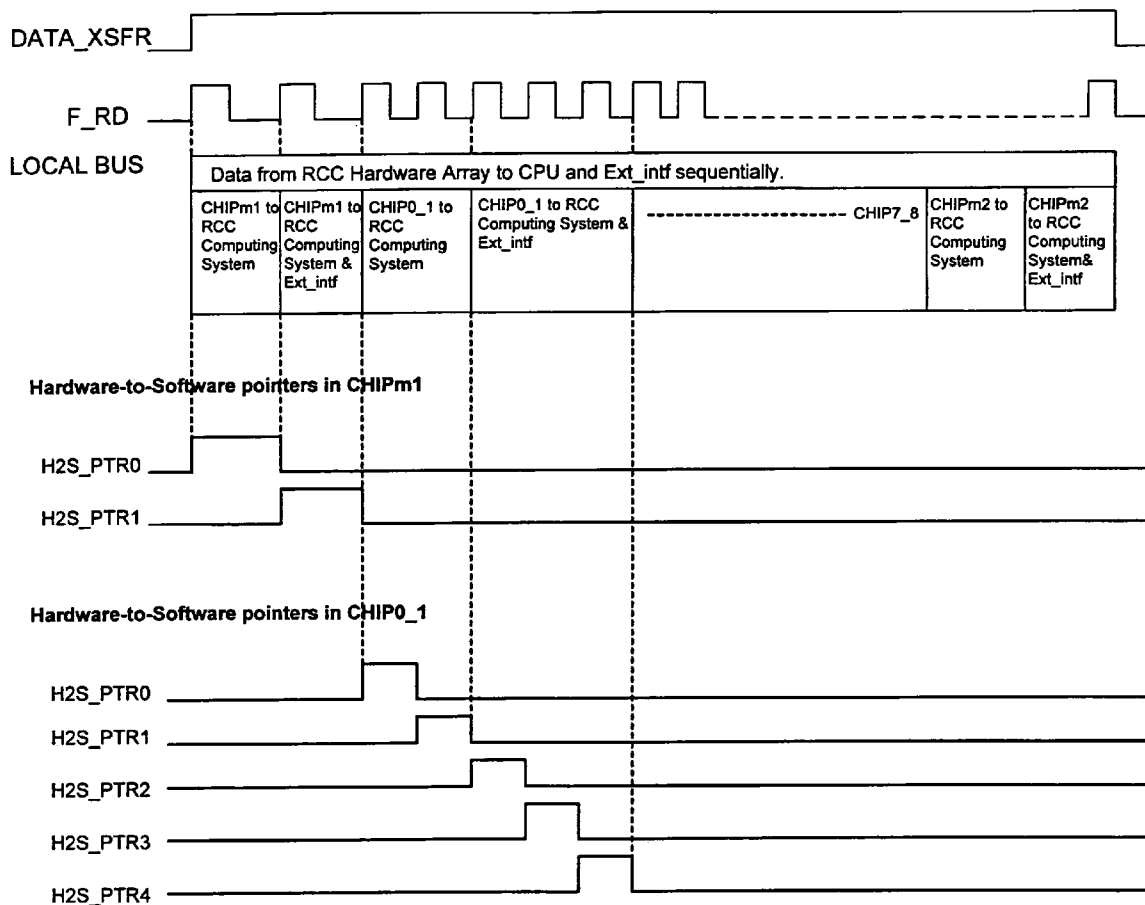 DATA_XSFR
F_RD
LOCAL BUS
Data from RCC Hardware Array to CPU and Ext_intf sequentially.
CHIPm1 to
RCC
Computing
System
CHIPm1 to
RCC
Computing
System &
Ext_intf
CHIP0_1 to
RCC
Computing
System
CHIP0_1 to RCC
Computing System &
Ext_intf
CHIP7_8
CHIPm2 to
RCC
Computing
System
CHIPm2
to RCC
Computing
System&
Ext_intf
Hardware-to-Software pointers in CHIPm1
H2S_PTR0
H2S_PTR1
Hardware-to-Software pointers in CHIP0_1
H2S_PTR0
H2S_PTR1
H2S_PTR2
H2S_PTR3
H2S_PTR4